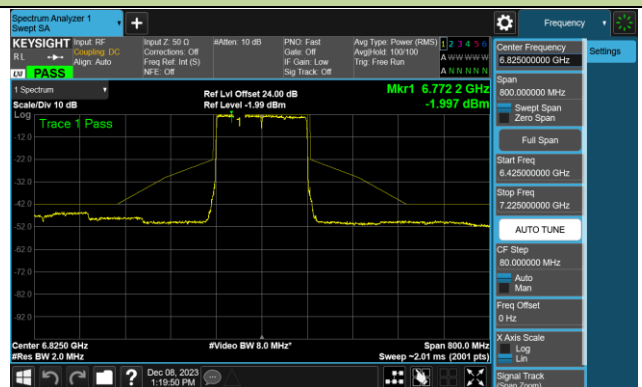 Spectrum Analyzer 1
Swept SA
+
Frequency
KEYSIGHT
Input: RF
Input Z: 50 Ω
#Atten: 10 dB
PNO: Fast
Avg Type: Power (RMS)
1 2 3 4 5 6
RL
Coupling: DC
Corrections: Off
Gate: Off
Avg|Hold: 100/100
A W W W W W
Align: Auto
Freq Ref: Int (S)
IF Gain: Low
Trig: Free Run
A N N N N N
LXI
PASS
NFE: Off
Sig Track: Off
1 Spectrum
Ref Lvl Offset 24.00 dB
Mkr1 6.772 2 GHz
Scale/Div 10 dB
Ref Level -1.99 dBm
-1.997 dBm
Log
Trace 1 Pass
1
-12.0
-22.0
-32.0
-42.0
-52.0
-62.0
-72.0
-82.0
-92.0
Center 6.8250 GHz
#Video BW 8.0 MHz*
Span 800.0 MHz
#Res BW 2.0 MHz
Sweep ~2.01 ms (2001 pts)
?
Dec 08, 2023
1:19:50 PM
Center Frequency
6.825000000 GHz
Settings
Span
800.000000 MHz
Swept Span
Zero Span
Full Span
Start Freq
6.425000000 GHz
Stop Freq
7.225000000 GHz
AUTO TUNE
CF Step
80.000000 MHz
Auto
Man
Freq Offset
0 Hz
X Axis Scale
Log
Lin
Signal Track
(Span Zoom)